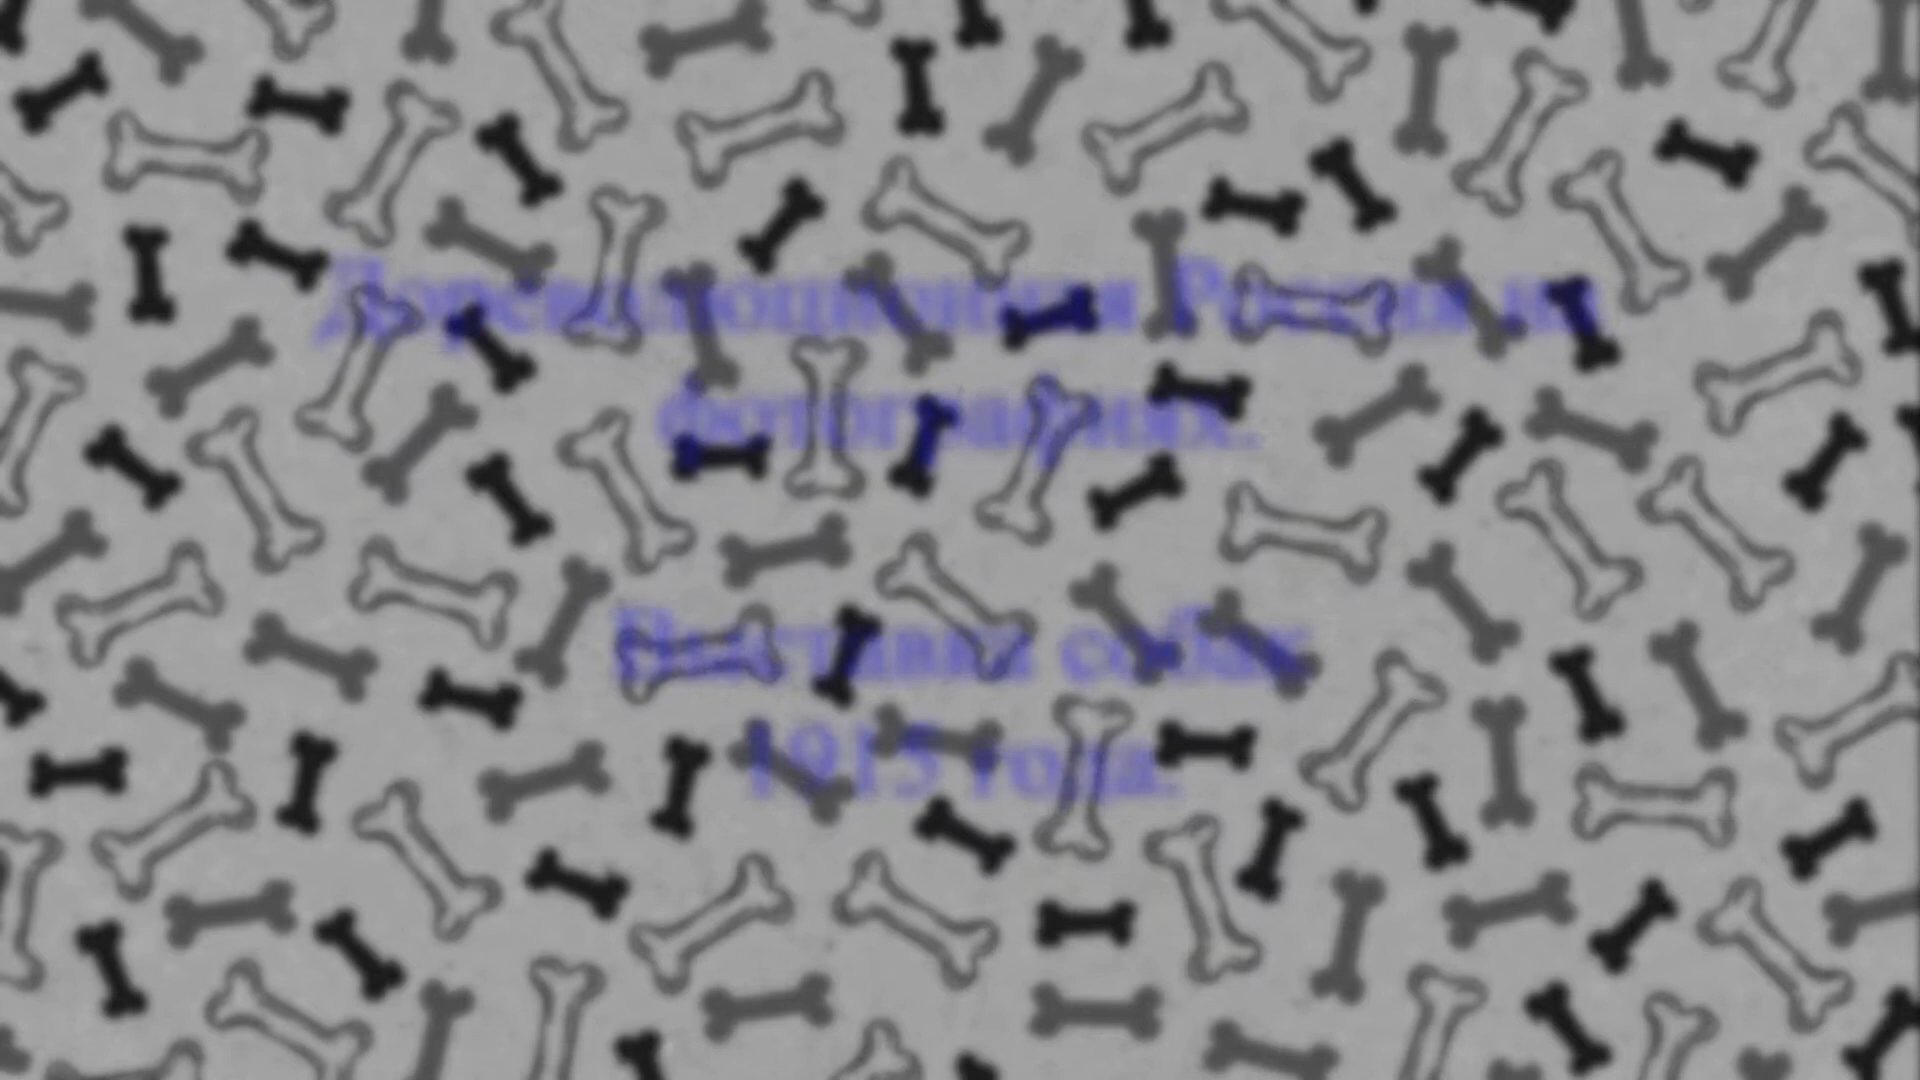 Дореволюционная Россия на
фотографиях.
Выставка собак
1915 года.